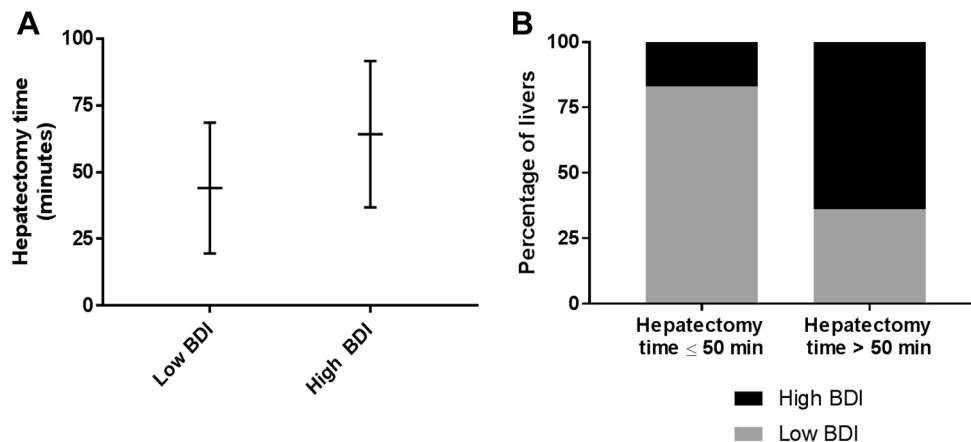 A
Hepatectomy time
(minutes)
100
75
50
25
0
Low BDI
High BDI
B
Percentage of livers
100
75
50
25
0
Hepatectomy
time ≤ 50 min
Hepatectomy
time > 50 min
High BDI
Low BDI